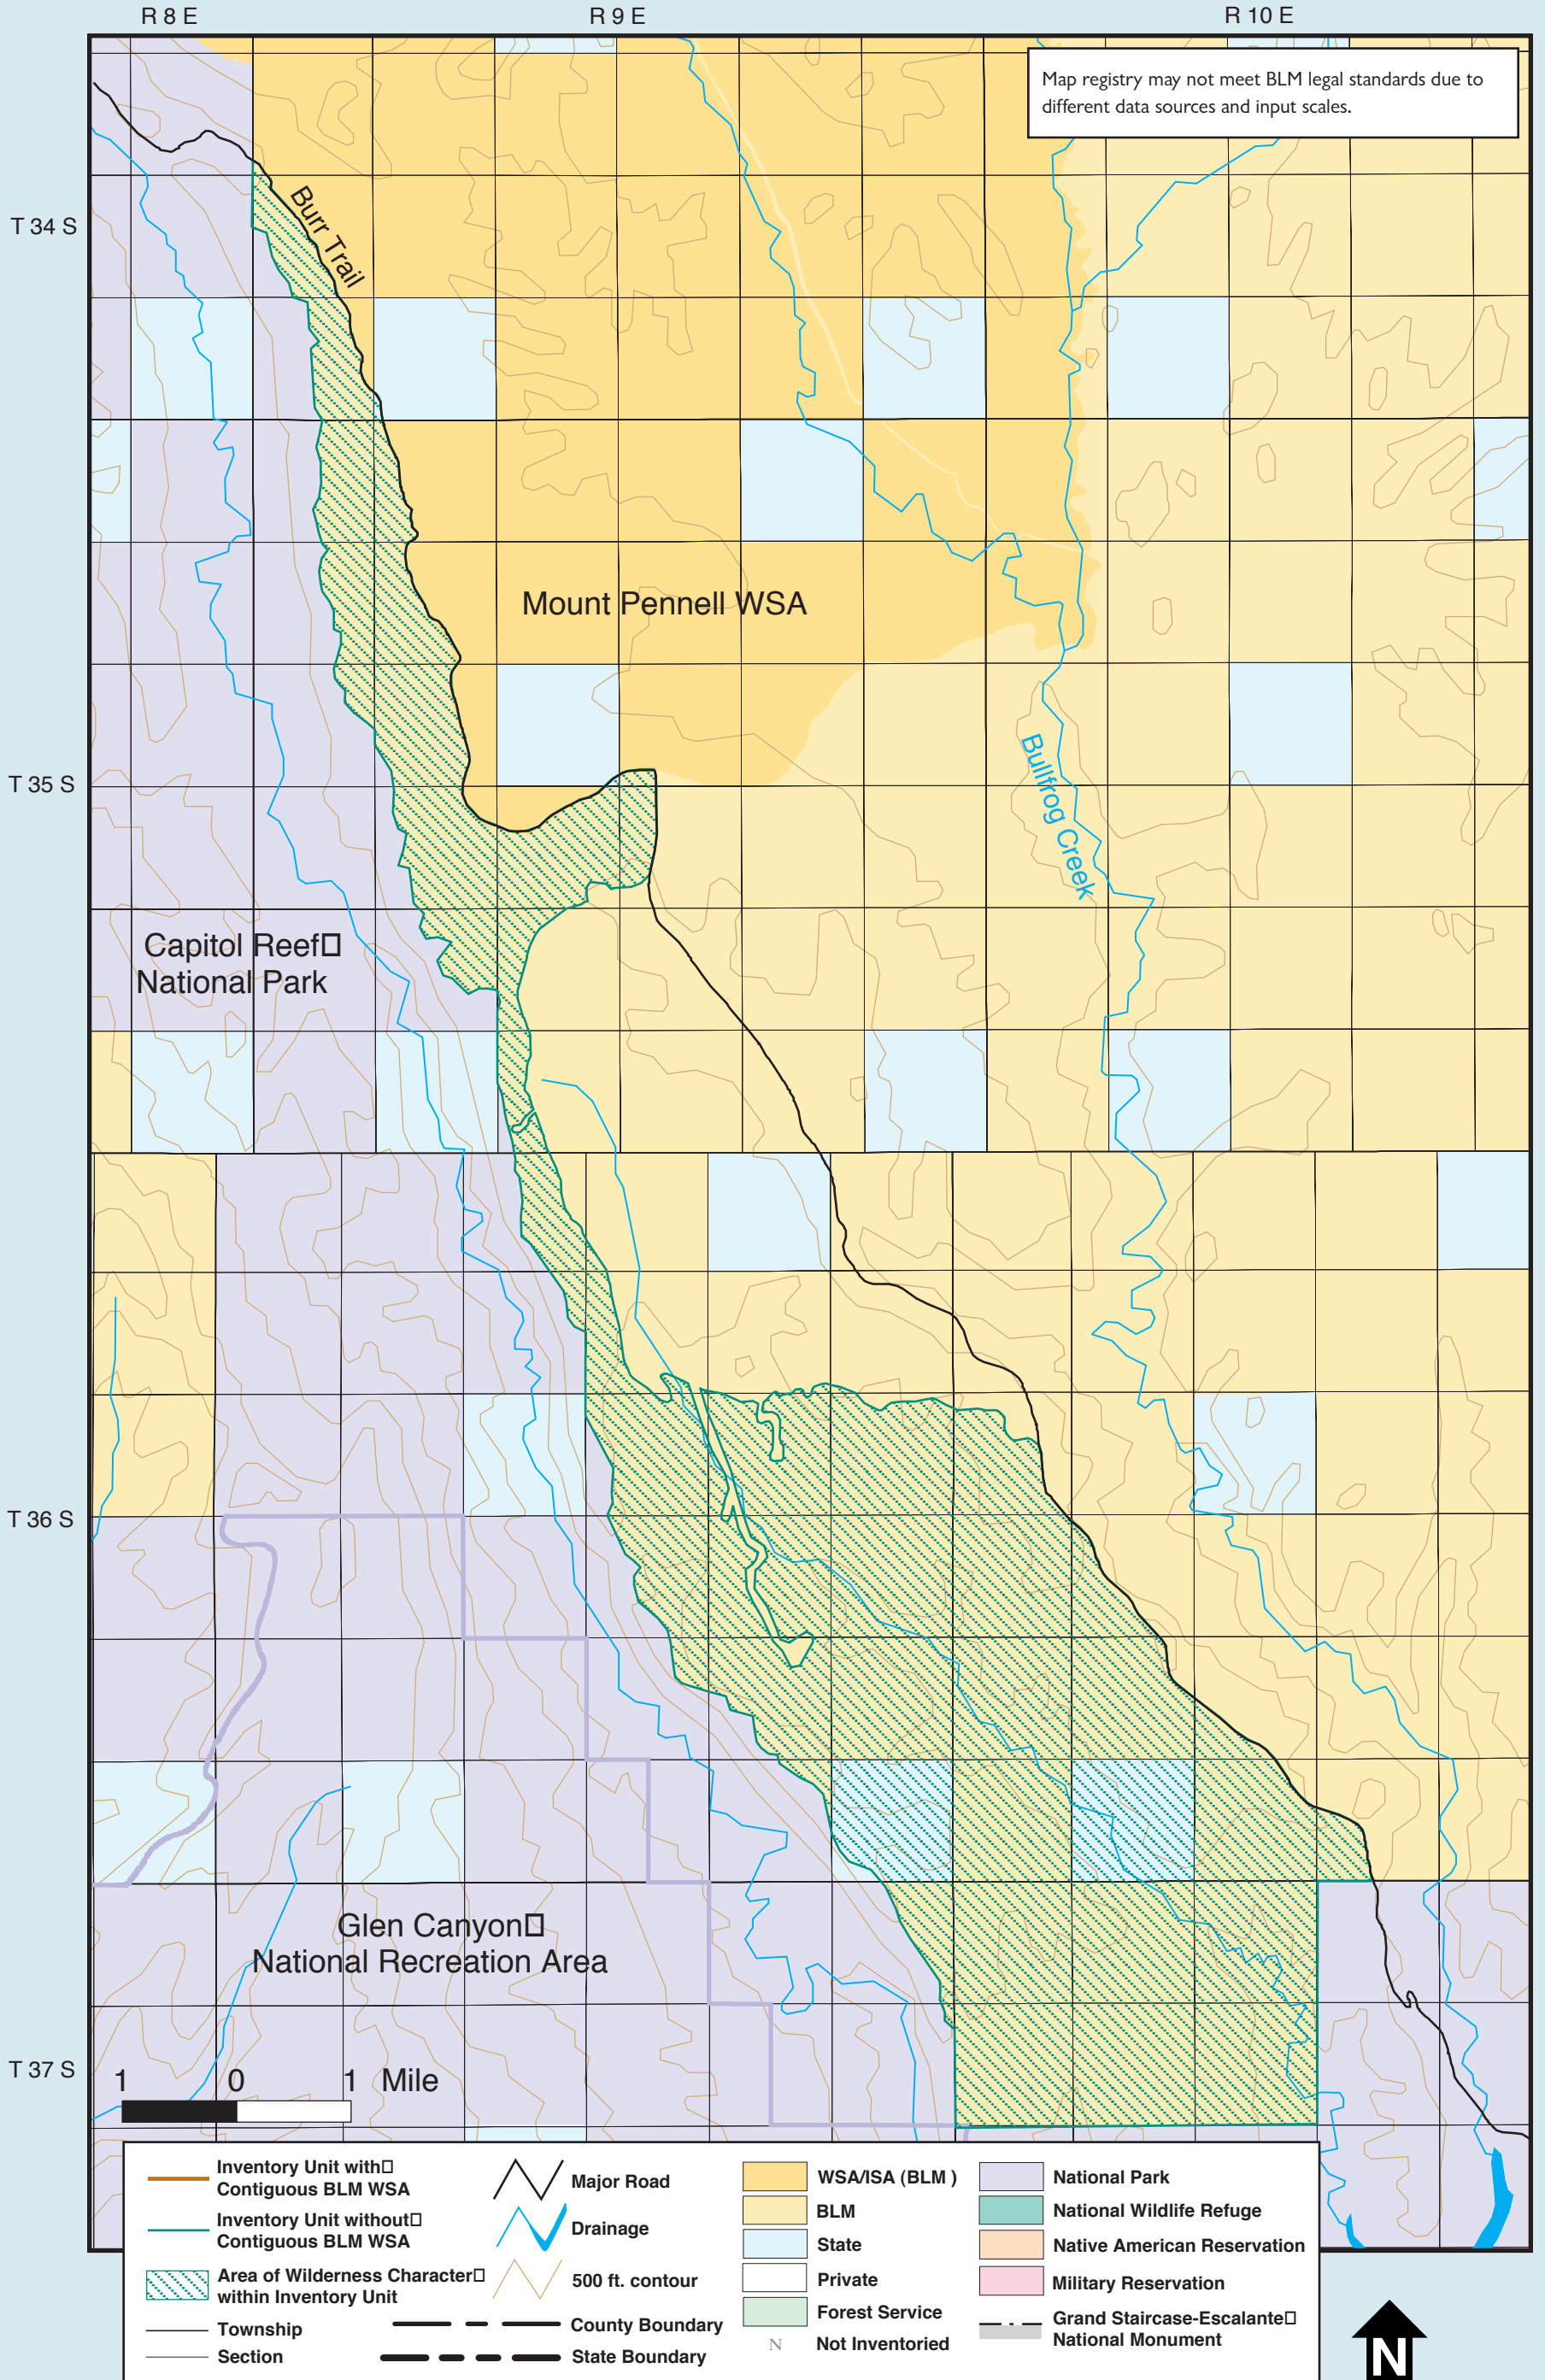 R 8 E
R 9 E
R 10 E
Map registry may not meet BLM legal standards due to
different data sources and input scales.
T 34 S
Burr Trail
Mount Pennell WSA
T 35 S
Bullfrog Creek
Capitol Reef□
National Park
T 36 S
Glen Canyon□
National Recreation Area
T 37 S
1 0 1 Mile
Inventory Unit with□
Contiguous BLM WSA
Inventory Unit without□
Contiguous BLM WSA
Area of Wilderness Character□
within Inventory Unit
Township
Section
Major Road
Drainage
500 ft. contour
County Boundary
State Boundary
WSA/ISA (BLM )
BLM
State
Private
Forest Service
N Not Inventoried
National Park
National Wildlife Refuge
Native American Reservation
Military Reservation
Grand Staircase-Escalante□
National Monument
N